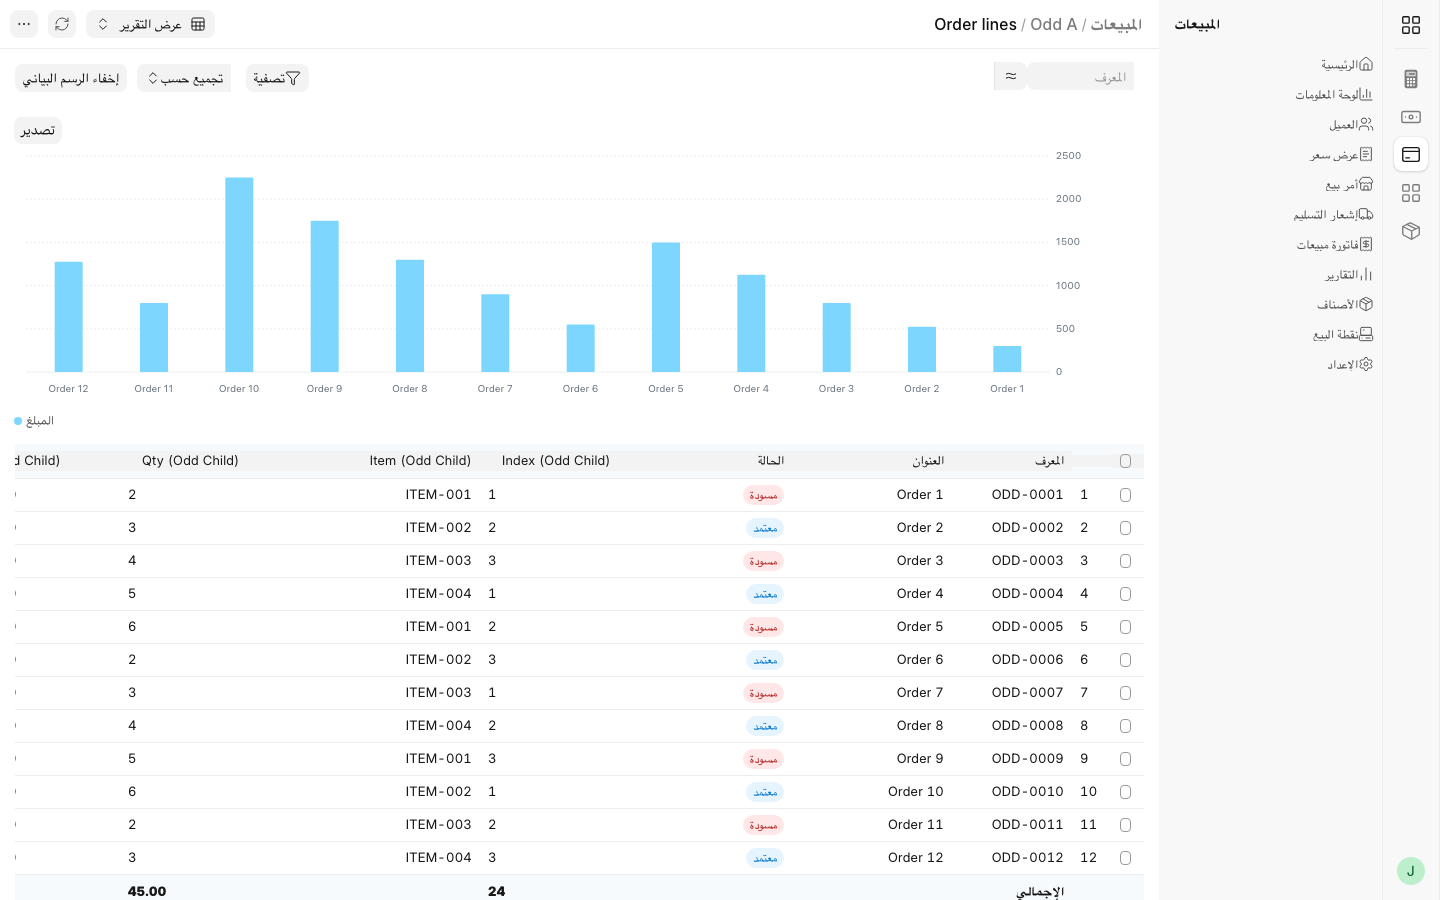 المبيعات
المبيعات / Odd A / Order lines
عرض التقرير
الرئيسية
لوحة المعلومات
العميل
عرض سعر
أمر بيع
إشعار التسليم
فاتورة مبيعات
التقارير
الأصناف
نقطة البيع
الإعداد
J
المعرف
≈
تصفية
تجميع حسب
إخفاء الرسم البياني
تصدير
2500
2000
1500
1000
500
0
Order 12 Order 11 Order 10 Order 9 Order 8 Order 7 Order 6 Order 5 Order 4 Order 3 Order 2 Order 1
المبلغ
المعرف العنوان الحالة Index (Odd Child) Item (Odd Child) Qty (Odd Child) d Child)
1 ODD-0001 Order 1 مسودة 1 ITEM-001 2
2 ODD-0002 Order 2 معتمد 2 ITEM-002 3
3 ODD-0003 Order 3 مسودة 3 ITEM-003 4
4 ODD-0004 Order 4 معتمد 1 ITEM-004 5
5 ODD-0005 Order 5 مسودة 2 ITEM-001 6
6 ODD-0006 Order 6 معتمد 3 ITEM-002 2
7 ODD-0007 Order 7 مسودة 1 ITEM-003 3
8 ODD-0008 Order 8 معتمد 2 ITEM-004 4
9 ODD-0009 Order 9 مسودة 3 ITEM-001 5
10 ODD-0010 Order 10 معتمد 1 ITEM-002 6
11 ODD-0011 Order 11 مسودة 2 ITEM-003 2
12 ODD-0012 Order 12 معتمد 3 ITEM-004 3
الإجمالي 24 45.00